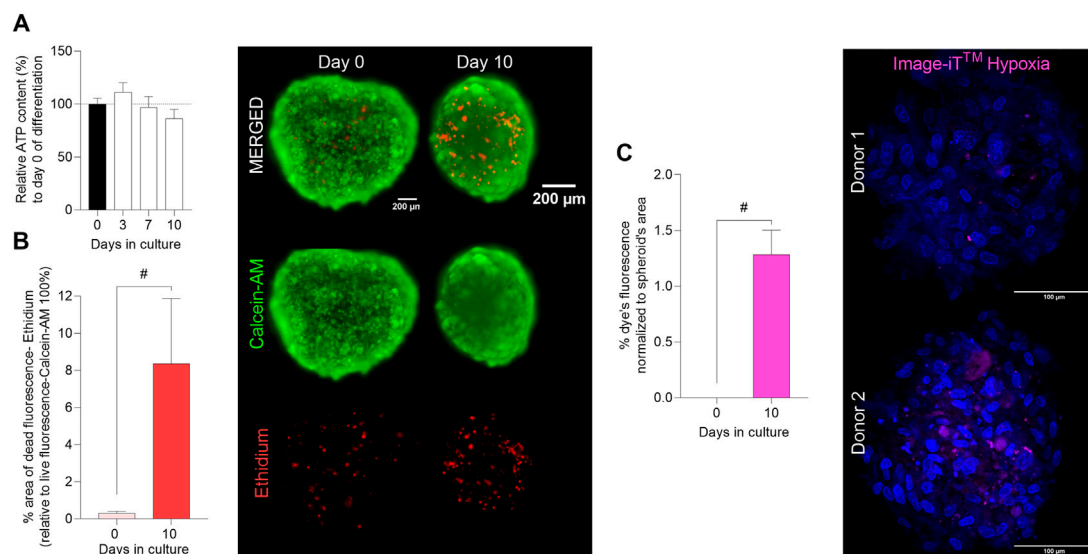 A
Relative ATP content (%)
to day 0 of differentiation
150
100
50
0
0 3 7 10
Days in culture
B
% area of dead fluorescence- Ethidium
(relative to live fluorescence-Calcein-AM 100%)
#
12
10
8
6
4
2
0
0 10
Days in culture
Day 0 Day 10
MERGED
200 µm
200 µm
Calcein-AM
Ethidium
C
% dye's fluorescence
normalized to spheroid's area
#
2.0
1.5
1.0
0.5
0.0
0 10
Days in culture
Image-iT™ Hypoxia
Donor 1
100 µm
Donor 2
100 µm